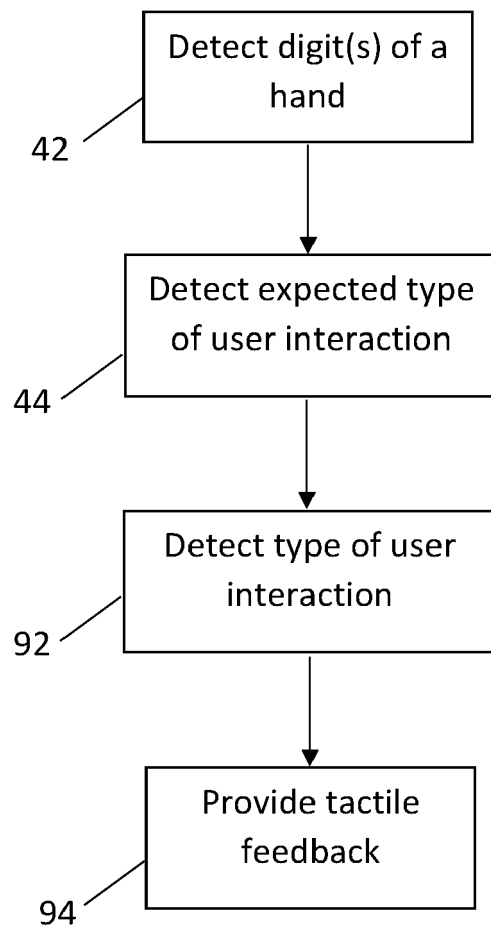 Detect digit(s) of a
hand
42
Detect expected type
of user interaction
44
Detect type of user
interaction
92
Provide tactile
feedback
94